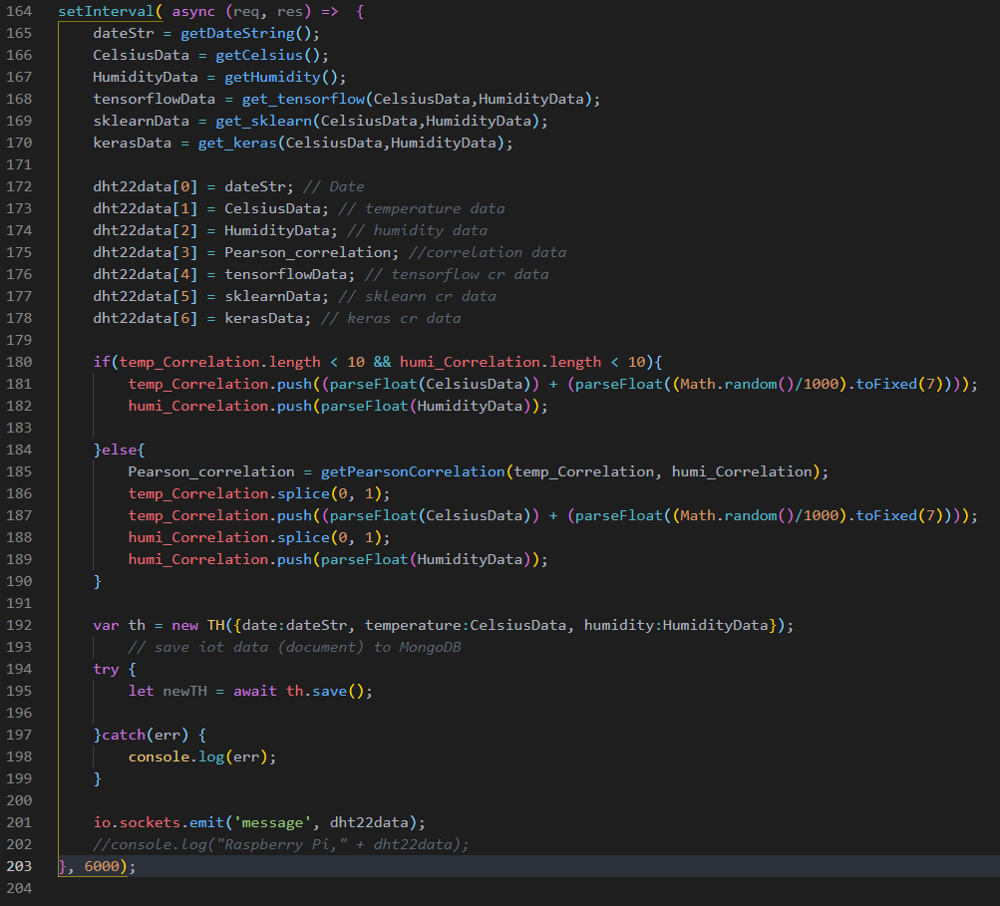 164 setInterval( async (req, res) => {
165 dateStr = getDateString();
166 CelsiusData = getCelsius();
167 HumidityData = getHumidity();
168 tensorflowData = get_tensorflow(CelsiusData,HumidityData);
169 sklearnData = get_sklearn(CelsiusData,HumidityData);
170 kerasData = get_keras(CelsiusData,HumidityData);
171
172 dht22data[0] = dateStr; // Date
173 dht22data[1] = CelsiusData; // temperature data
174 dht22data[2] = HumidityData; // humidity data
175 dht22data[3] = Pearson_correlation; //correlation data
176 dht22data[4] = tensorflowData; // tensorflow cr data
177 dht22data[5] = sklearnData; // sklearn cr data
178 dht22data[6] = kerasData; // keras cr data
179
180 if(temp_Correlation.length < 10 && humi_Correlation.length < 10){
181 temp_Correlation.push((parseFloat(CelsiusData)) + (parseFloat((Math.random()/1000).toFixed(7))));
182 humi_Correlation.push(parseFloat(HumidityData));
183
184 }else{
185 Pearson_correlation = getPearsonCorrelation(temp_Correlation, humi_Correlation);
186 temp_Correlation.splice(0, 1);
187 temp_Correlation.push((parseFloat(CelsiusData)) + (parseFloat((Math.random()/1000).toFixed(7))));
188 humi_Correlation.splice(0, 1);
189 humi_Correlation.push(parseFloat(HumidityData));
190 }
191
192 var th = new TH({date:dateStr, temperature:CelsiusData, humidity:HumidityData});
193 // save iot data (document) to MongoDB
194 try {
195 let newTH = await th.save();
196
197 }catch(err) {
198 console.log(err);
199 }
200
201 io.sockets.emit('message', dht22data);
202 //console.log("Raspberry Pi," + dht22data);
203 }, 6000);
204